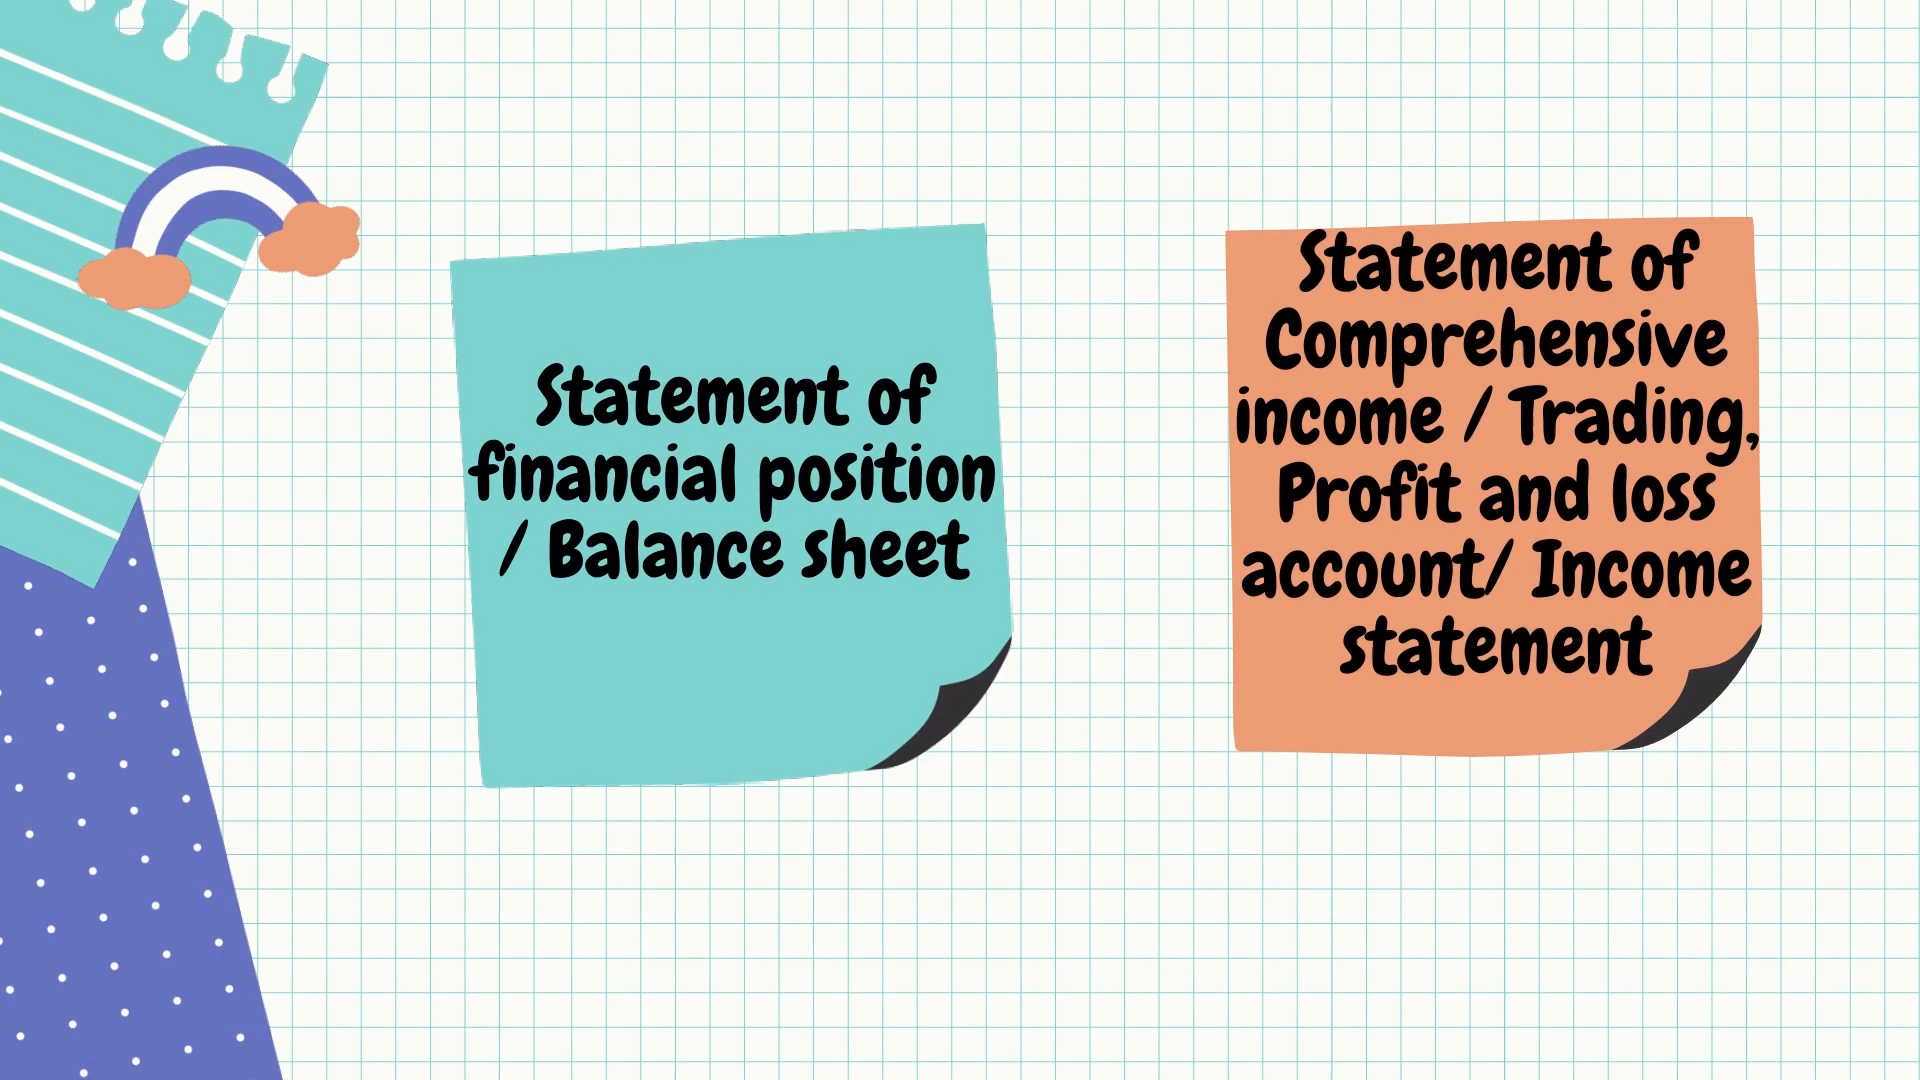 Statement of
financial position
/ Balance sheet
Statement of
Comprehensive
income / Trading,
Profit and loss
account/ Income
statement